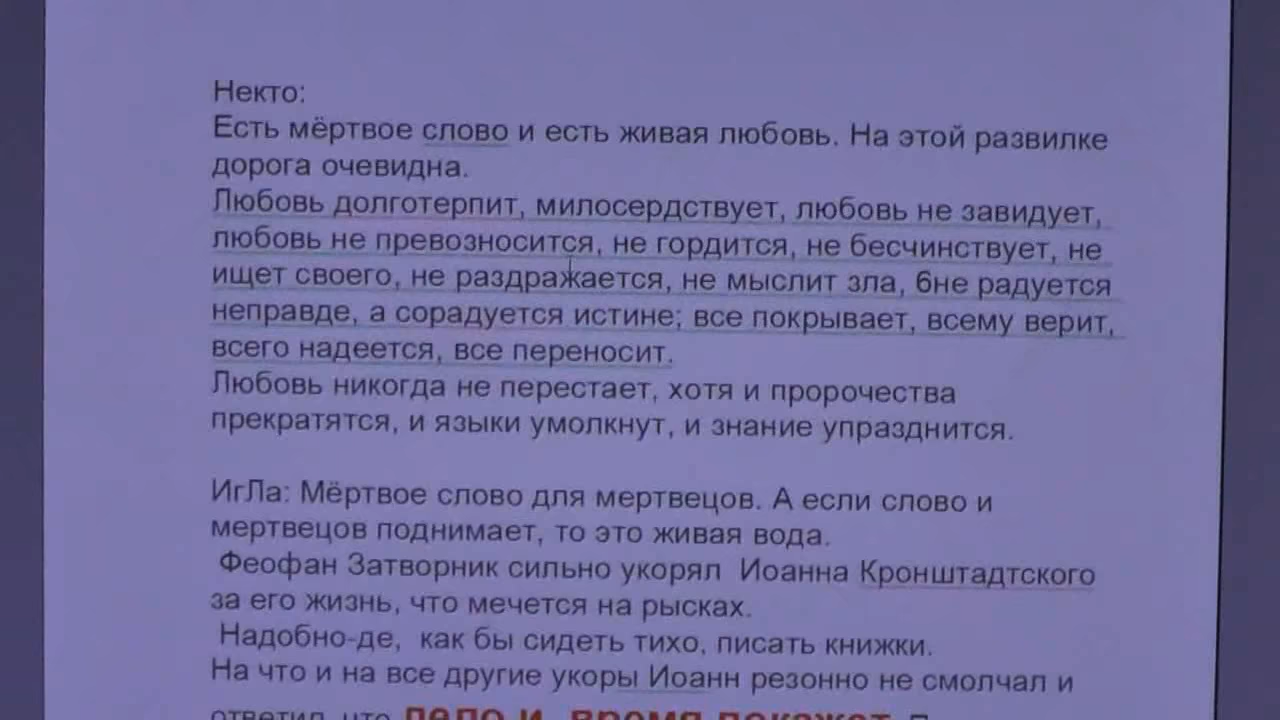 Некто:
Есть мёртвое слово и есть живая любовь. На этой развилке
дорога очевидна.
Любовь долготерпит, милосердствует, любовь не завидует,
любовь не превозносится, не гордится, не бесчинствует, не
ищет своего, не раздражается, не мыслит зла, 6не радуется
неправде, а сорадуется истине; все покрывает, всему верит,
всего надеется, все переносит.
Любовь никогда не перестает, хотя и пророчества
прекратятся, и языки умолкнут, и знание упразднится.
ИгЛа: Мёртвое слово для мертвецов. А если слово и
мертвецов поднимает, то это живая вода.
Феофан Затворник сильно укорял Иоанна Кронштадтского
за его жизнь, что мечется на рысках.
Надобно-де, как бы сидеть тихо, писать книжки.
На что и на все другие укоры Иоанн резонно не смолчал и
ответил, что дело и время покажет